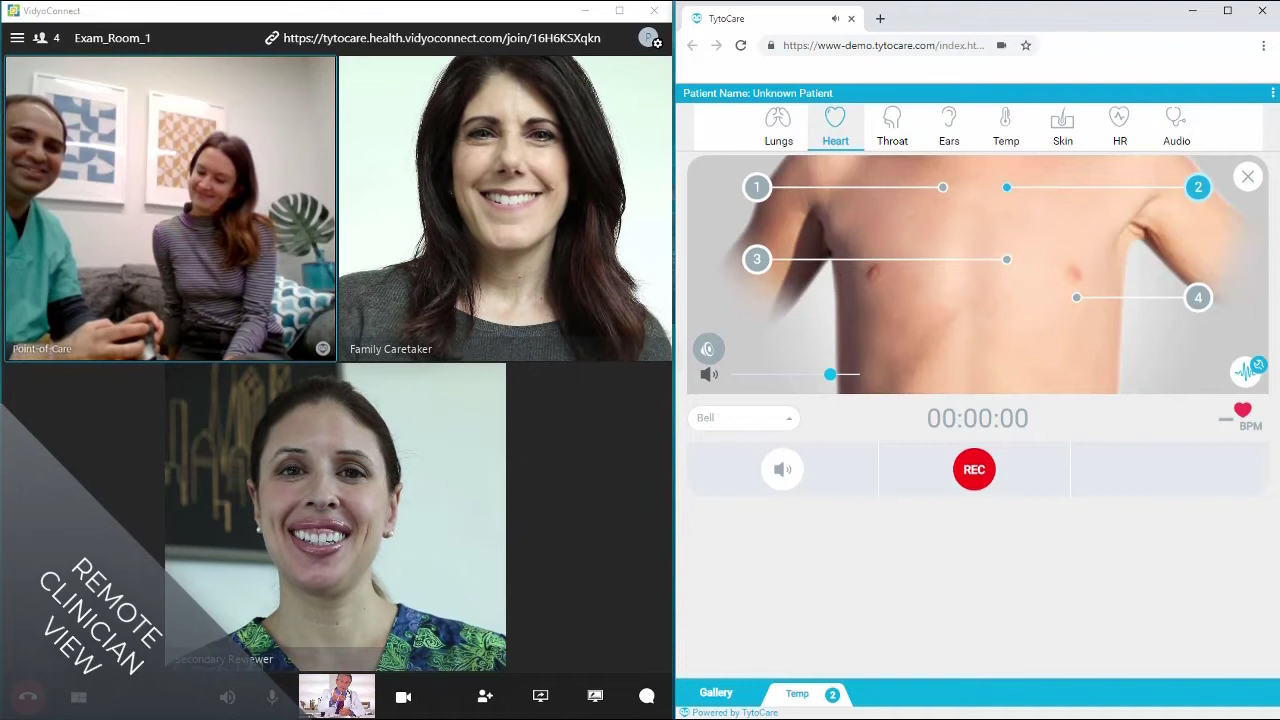 VidyoConnect
4
Exam_Room_1
https://tytocare.health.vidyoconnect.com/join/16H6KSXqkn
P
Point-of-Care
Family Caretaker
Secondary Reviewer
REMOTE
CLINICIAN
VIEW
TytoCare
https://www-demo.tytocare.com/index.ht...
Patient Name: Unknown Patient
Lungs
Heart
Throat
Ears
Temp
Skin
HR
Audio
1
2
3
4
Bell
00:00:00
BPM
REC
Gallery
Temp
2
Powered by TytoCare